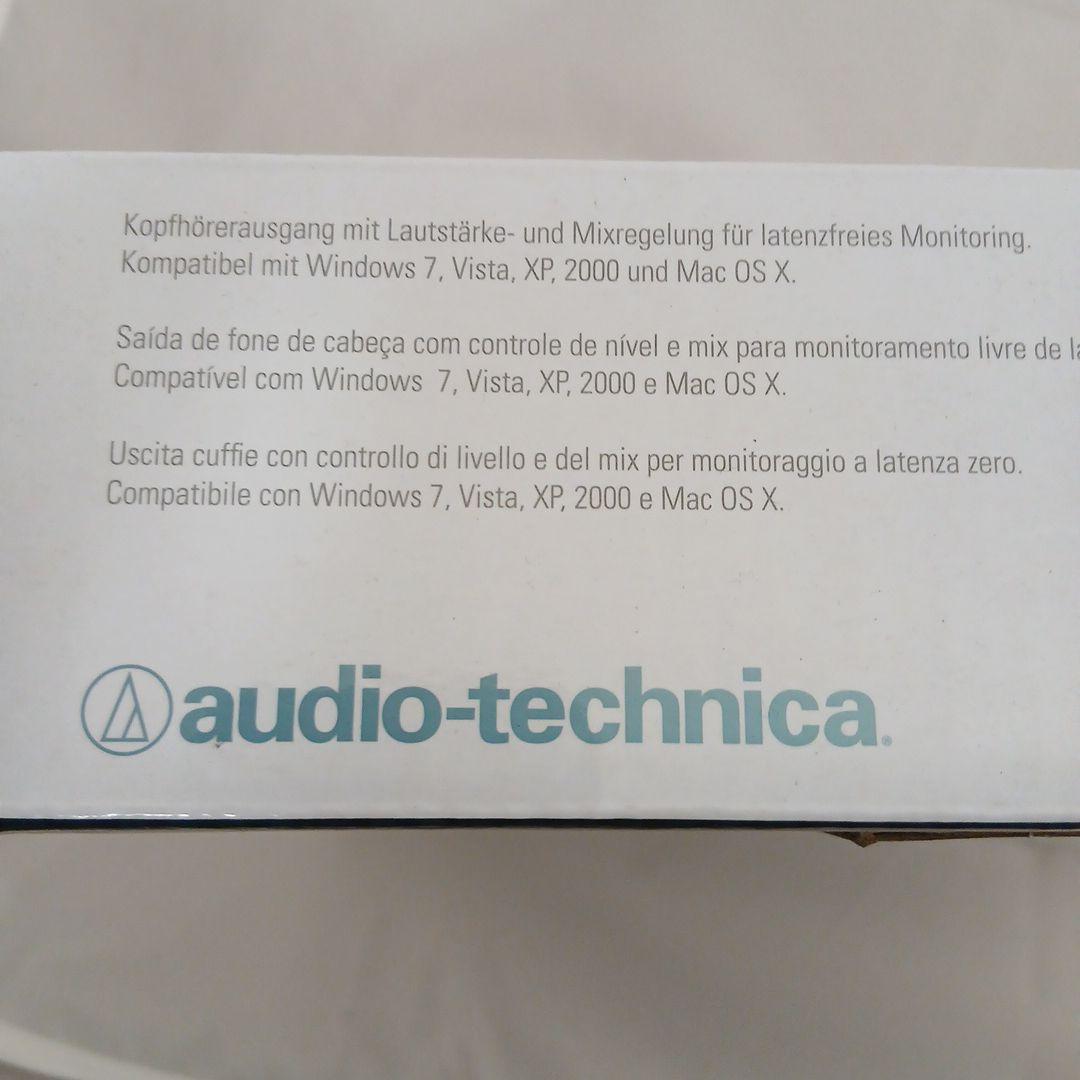 Kopfhörerausgang mit Lautstärke- und Mixregelung für latenzfreies Monitoring.
Kompatibel mit Windows 7, Vista, XP, 2000 und Mac OS X.
Saída de fone de cabeça com controle de nível e mix para monitoramento livre de
Compatível com Windows 7, Vista, XP, 2000 e Mac OS X.
Uscita cuffie con controllo di livello e del mix per monitoraggio a latenza zero.
Compatibile con Windows 7, Vista, XP, 2000 e Mac OS X.
audio-technica®